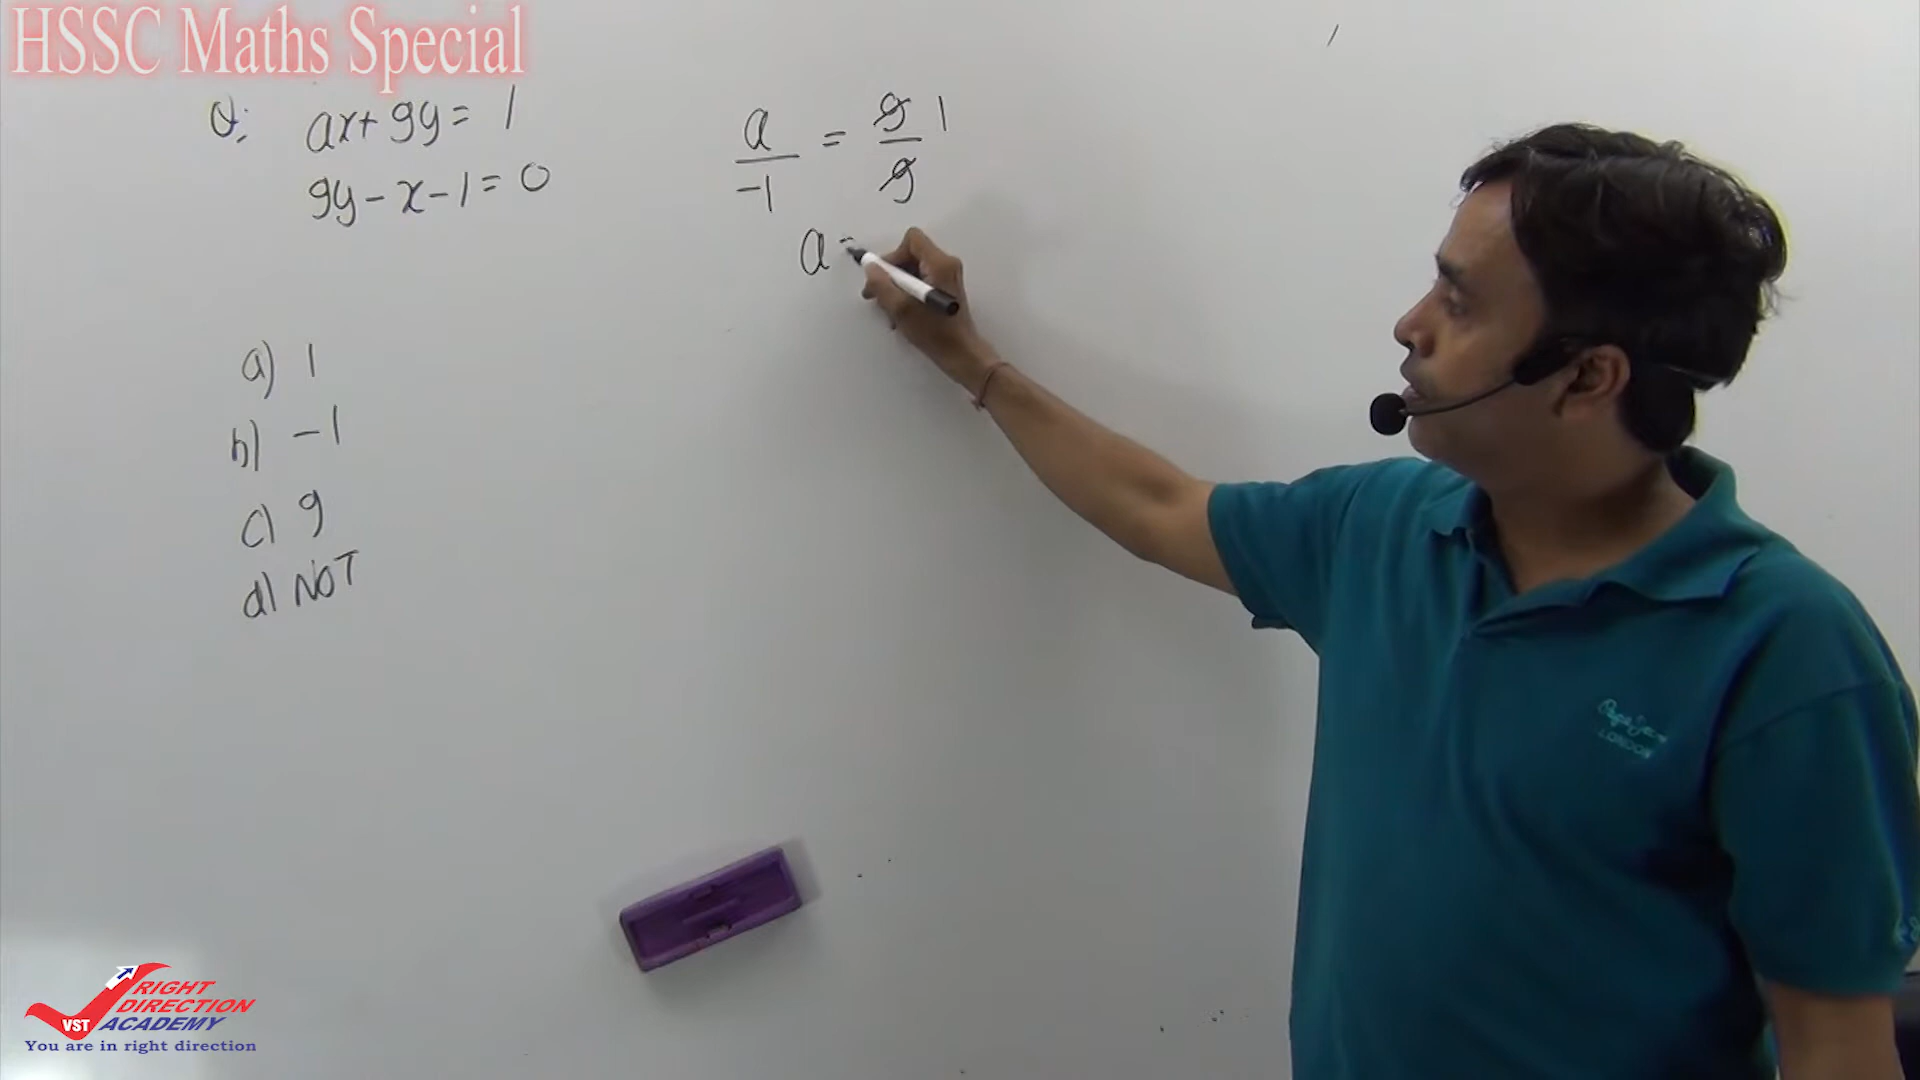 HSSC Maths Special
Q: ax + 9y = 1
9y - x - 1 = 0
a) 1
b) -1
c) 9
d) NOT
a/-1 = 9/9 1
a =
LONDON
RIGHT
DIRECTION
VST ACADEMY
You are in right direction